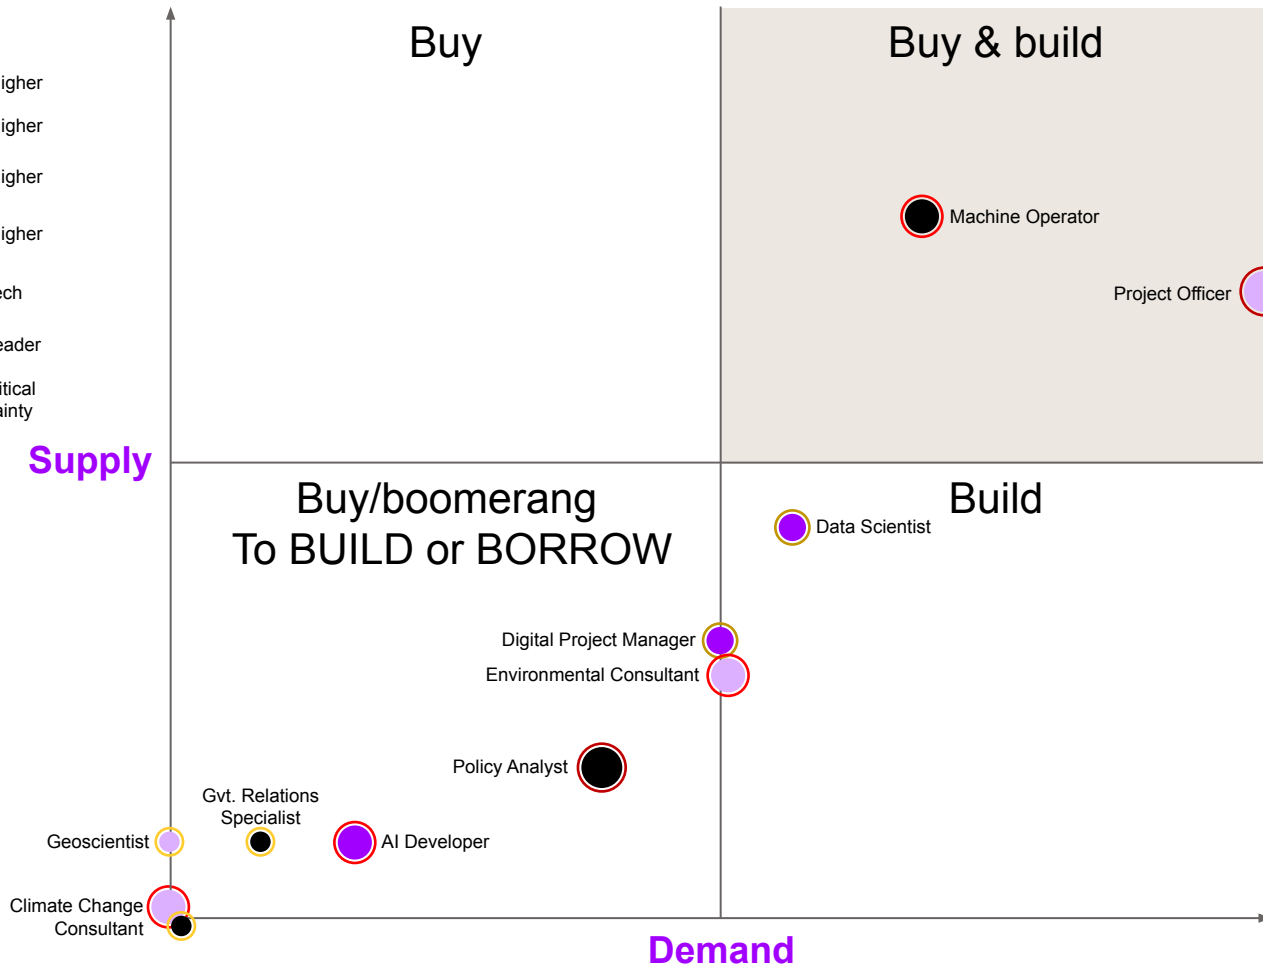 Buy
Buy & build
igher
igher
igher
igher
ech
eader
itical
ainty
Machine Operator
Project Officer
Supply
Buy/boomerang
To BUILD or BORROW
Build
Data Scientist
Digital Project Manager
Environmental Consultant
Policy Analyst
Gvt. Relations
Specialist
Geoscientist
AI Developer
Climate Change
Consultant
Demand